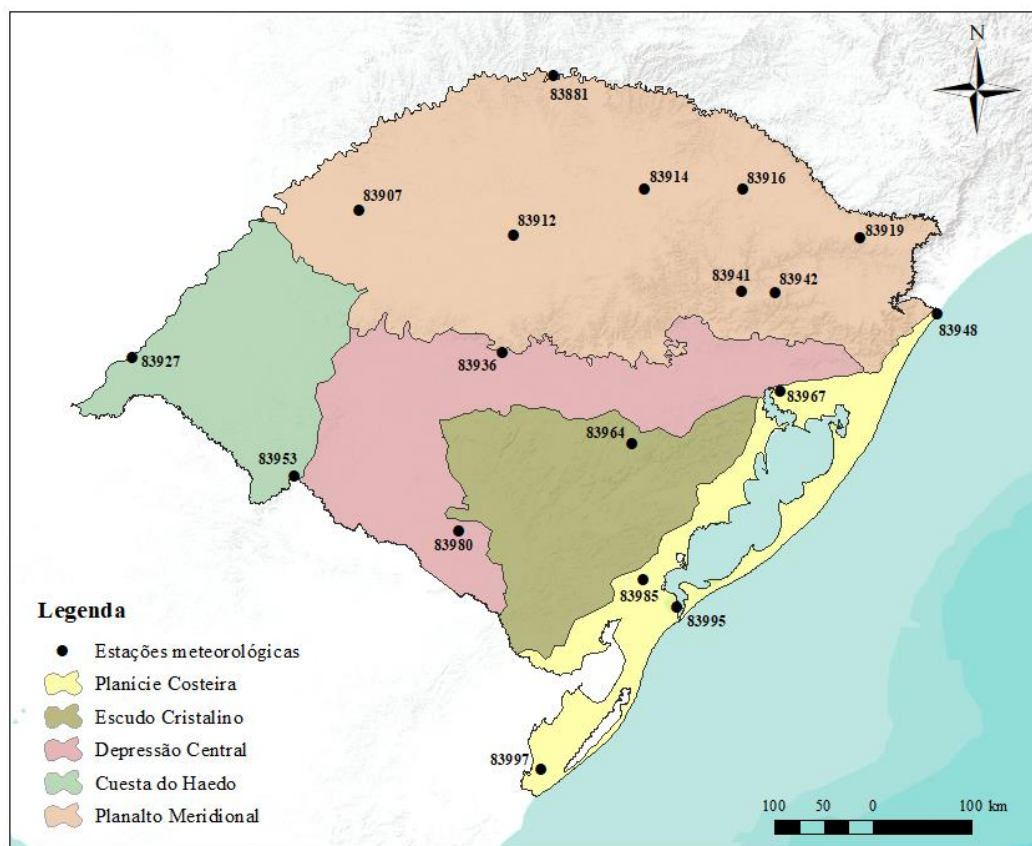 N
83881
83914
83916
83907
83912
83919
83941
83942
83948
83927
83936
83967
83964
83953
83980
83985
83995
83997
Legenda
Estações meteorológicas
Planície Costeira
Escudo Cristalino
Depressão Central
Cuesta do Haedo
Planalto Meridional
100 50 0 100 km